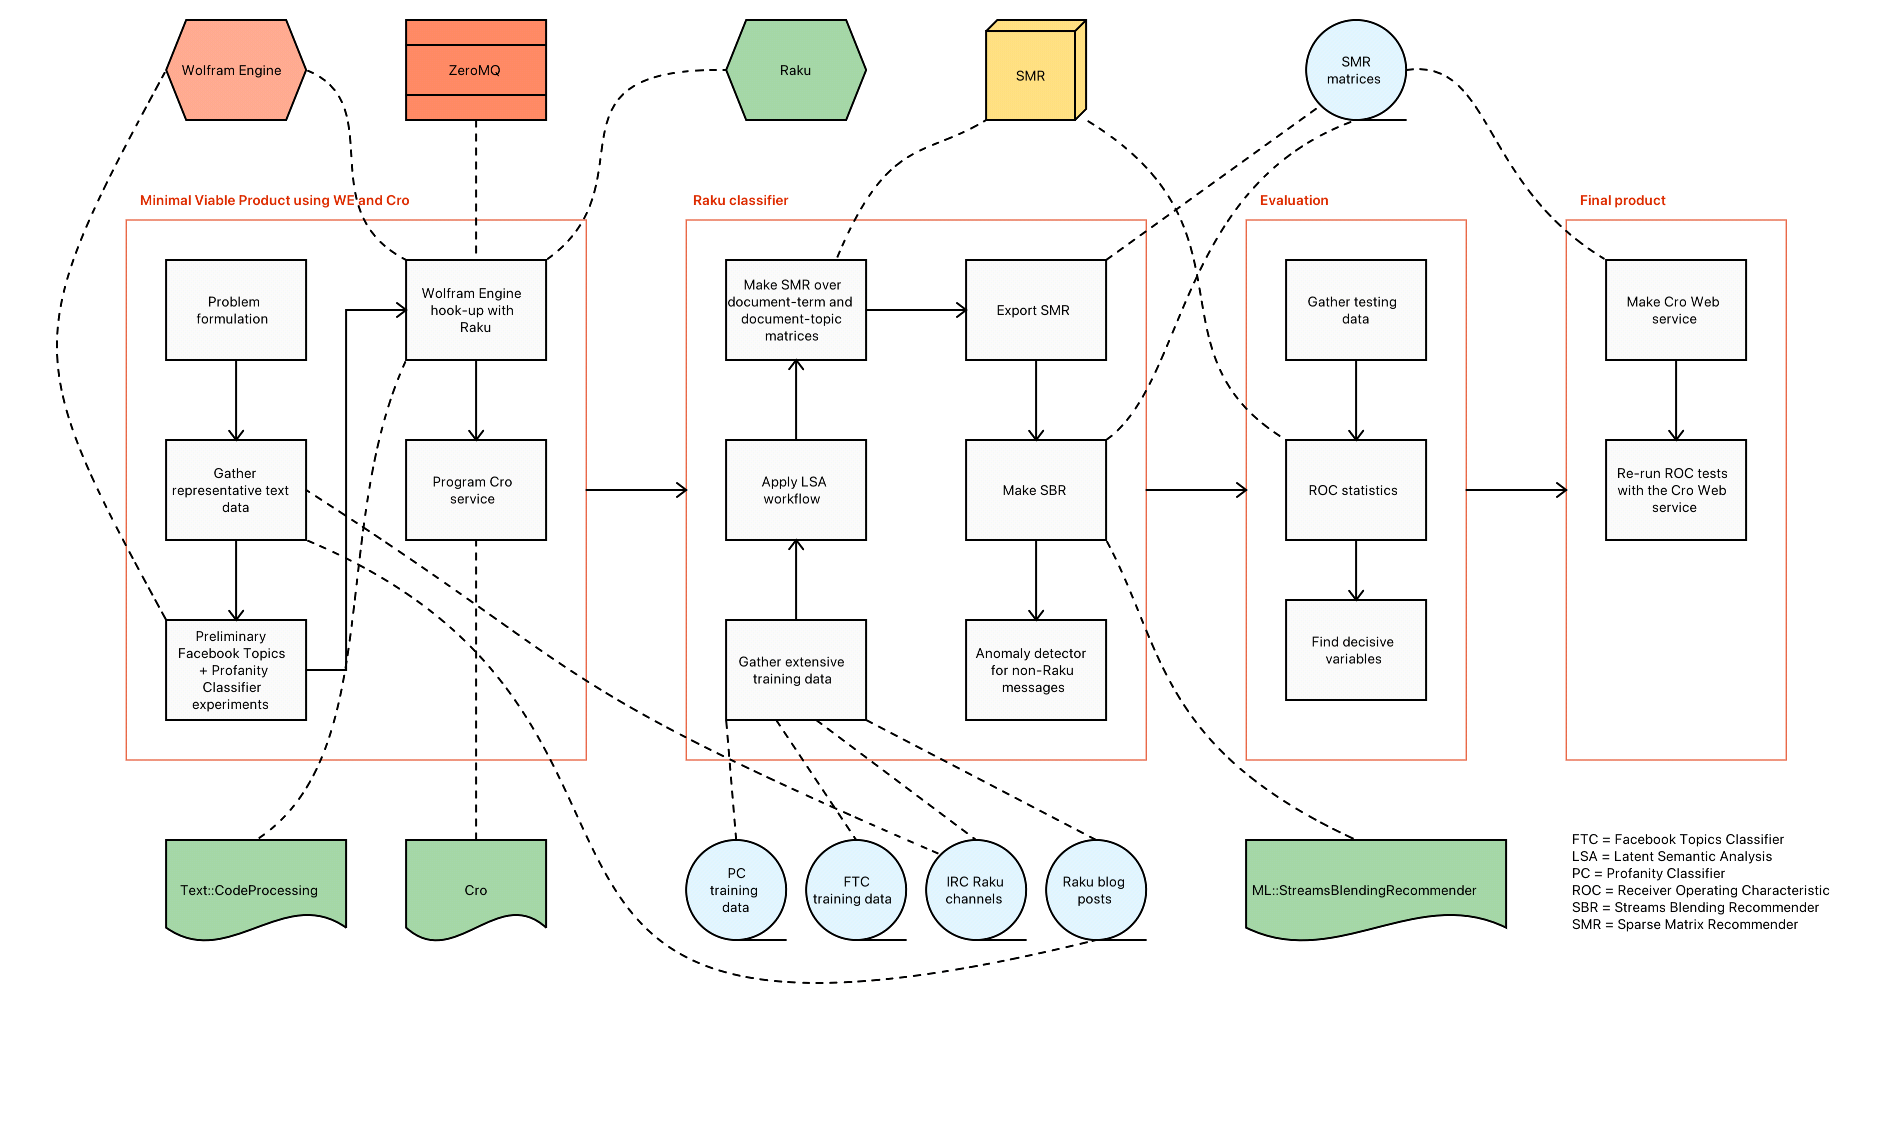 Wolfram Engine
ZeroMQ
Raku
SMR
SMR
matrices
Minimal Viable Product using WE and Cro
Raku classifier
Evaluation
Final product
Problem
formulation
Wolfram Engine
hook-up with
Raku
Make SMR over
document-term and
document-topic
matrices
Export SMR
Gather testing
data
Make Cro Web
service
Gather
representative text
data
Program Cro
service
Apply LSA
workflow
Make SBR
ROC statistics
Re-run ROC tests
with the Cro Web
service
Preliminary
Facebook Topics
+ Profanity
Classifier
experiments
Gather extensive
training data
Anomaly detector
for non-Raku
messages
Find decisive
variables
Text::CodeProcessing
Cro
PC
training
data
FTC
training data
IRC Raku
channels
Raku blog
posts
ML::StreamsBlendingRecommender
FTC = Facebook Topics Classifier
LSA = Latent Semantic Analysis
PC = Profanity Classifier
ROC = Receiver Operating Characteristic
SBR = Streams Blending Recommender
SMR = Sparse Matrix Recommender